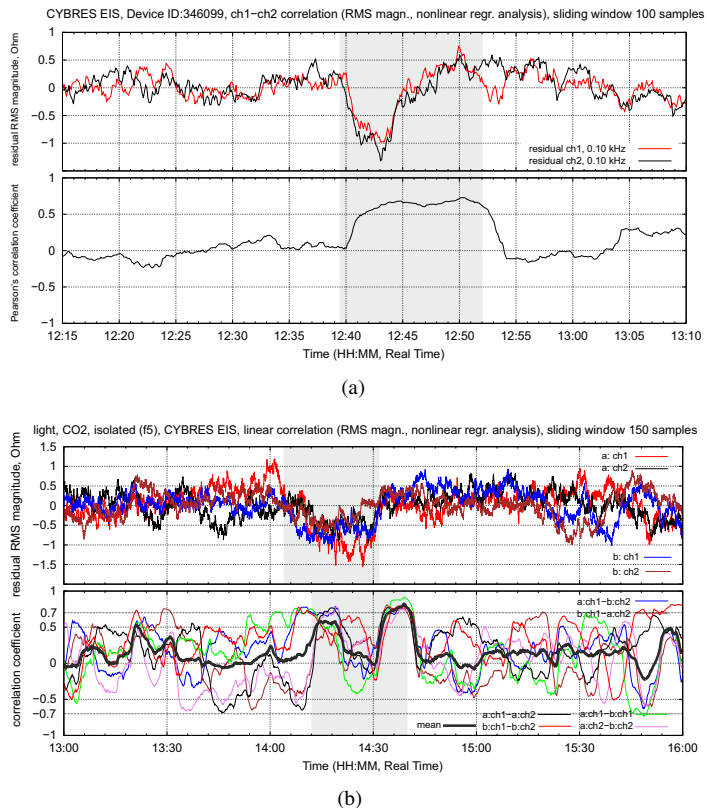 CYBRES EIS, Device ID:346099, ch1−ch2 correlation (RMS magn., nonlinear regr. analysis), sliding window 100 samples
residual RMS magnitude, Ohm
1
0.5
0
−0.5
−1
residual ch1, 0.10 kHz
residual ch2, 0.10 kHz
Pearson's correlation coefficient
1
0.5
0
−0.5
−1
12:15 12:20 12:25 12:30 12:35 12:40 12:45 12:50 12:55 13:00 13:05 13:10
Time (HH:MM, Real Time)
(a)
light, CO2, isolated (f5), CYBRES EIS, linear correlation (RMS magn., nonlinear regr. analysis), sliding window 150 samples
residual RMS magnitude, Ohm
1.5
1
0.5
0
−0.5
−1
−1.5
a: ch1
a: ch2
b: ch1
b: ch2
correlation coefficient
1
0.7
0.5
0
−0.5
−0.7
−1
a:ch1−b:ch2
b:ch1−a:ch2
mean
a:ch1−a:ch2
b:ch1−b:ch2
a:ch1−b:ch1
a:ch2−b:ch2
13:00 13:30 14:00 14:30 15:00 15:30 16:00
Time (HH:MM, Real Time)
(b)